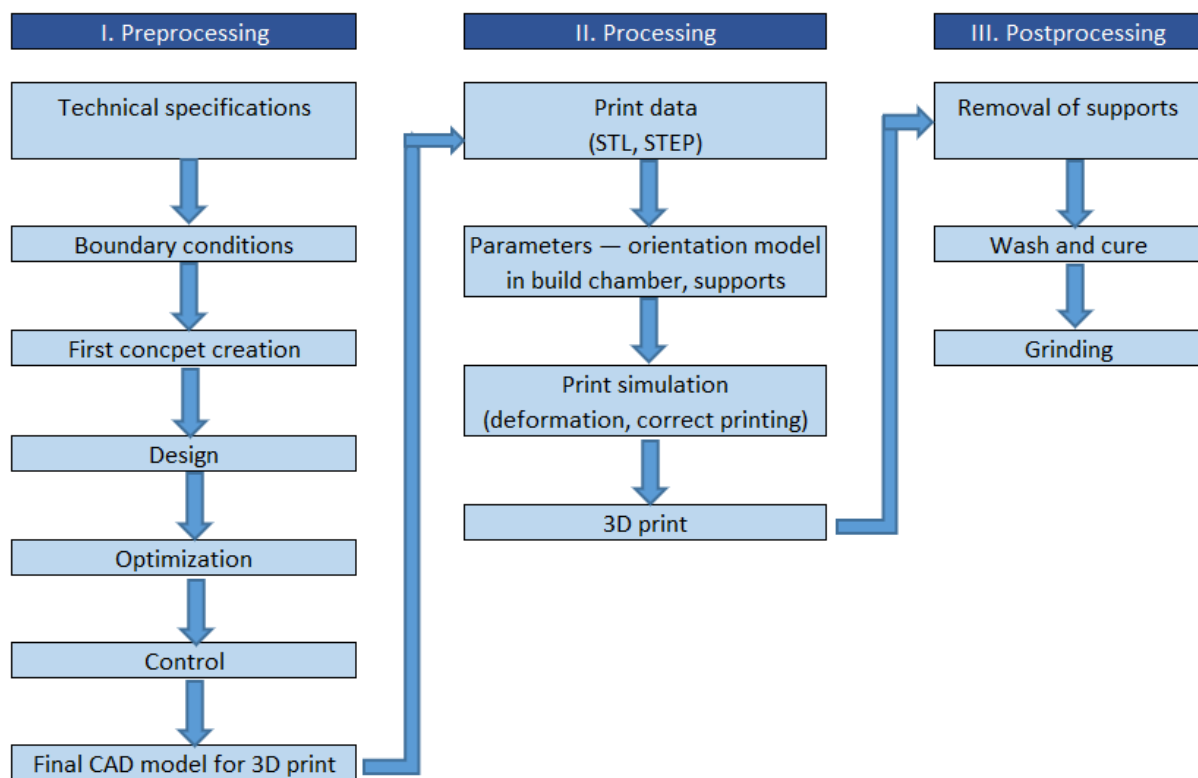 I. Preprocessing
Technical specifications
Boundary conditions
First concpet creation
Design
Optimization
Control
Final CAD model for 3D print
II. Processing
Print data
(STL, STEP)
Parameters — orientation model
in build chamber, supports
Print simulation
(deformation, correct printing)
3D print
III. Postprocessing
Removal of supports
Wash and cure
Grinding